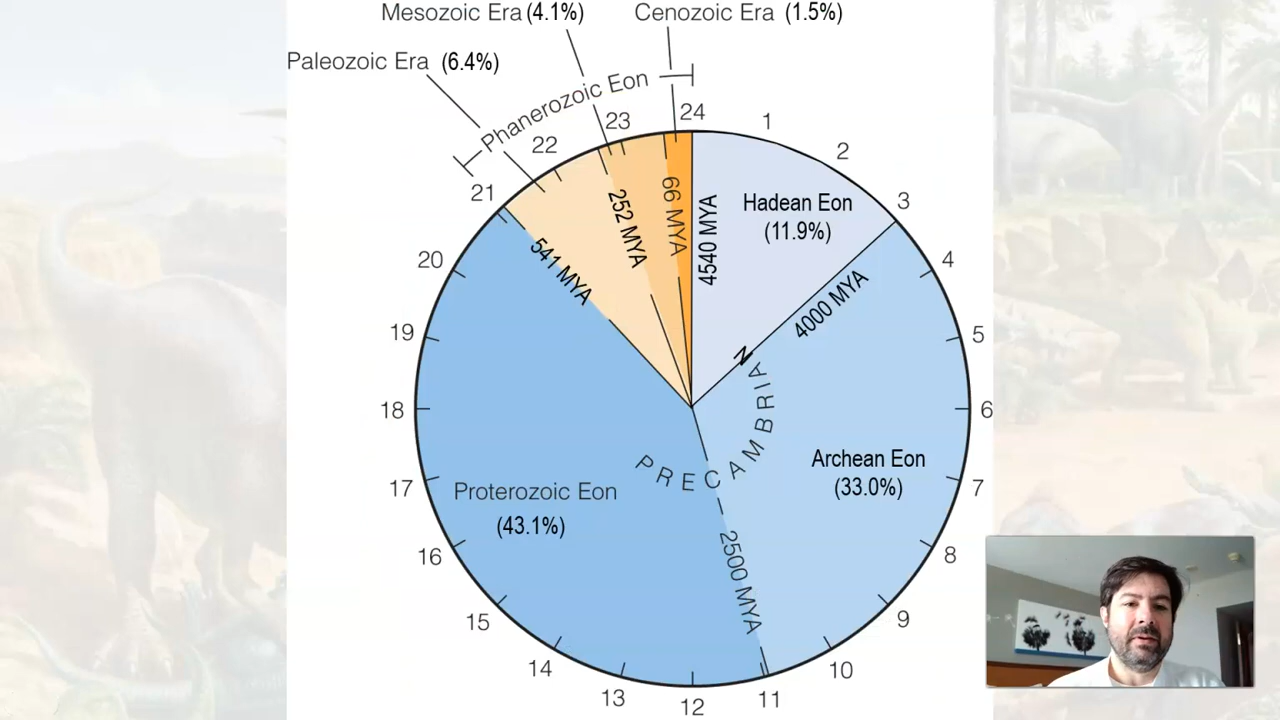 Mesozoic Era (4.1%)
Cenozoic Era (1.5%)
Paleozoic Era (6.4%)
Phanerozoic Eon
24
1
2
3
4
5
6
7
8
9
10
11
12
13
14
15
16
17
18
19
20
21
22
23
541 MYA
252 MYA
66 MYA
4540 MYA
Hadean Eon
(11.9%)
4000 MYA
PRECAMBRIAN
Archean Eon
(33.0%)
Proterozoic Eon
(43.1%)
2500 MYA